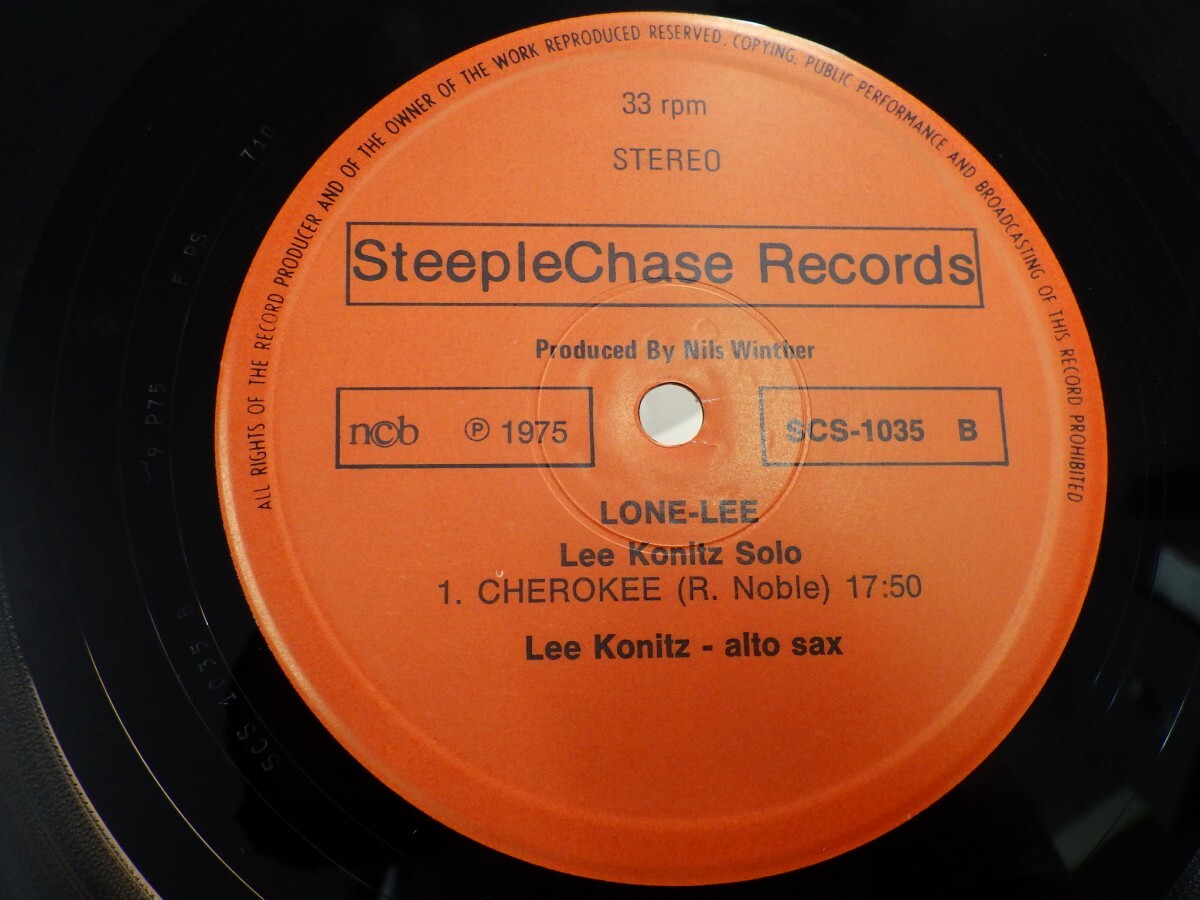 ALL RIGHTS OF THE RECORD PRODUCER AND OF THE OWNER OF THE WORK REPRODUCED RESERVED. COPYING, PUBLIC PERFORMANCE AND BROADCASTING OF THIS RECORD PROHIBITED
33 rpm
STEREO
SteepleChase Records
Produced By Nils Winther
ncb ℗ 1975
SCS-1035 B
LONE-LEE
Lee Konitz Solo
1. CHEROKEE (R. Noble) 17:50
Lee Konitz - alto sax
SCS 1035 B